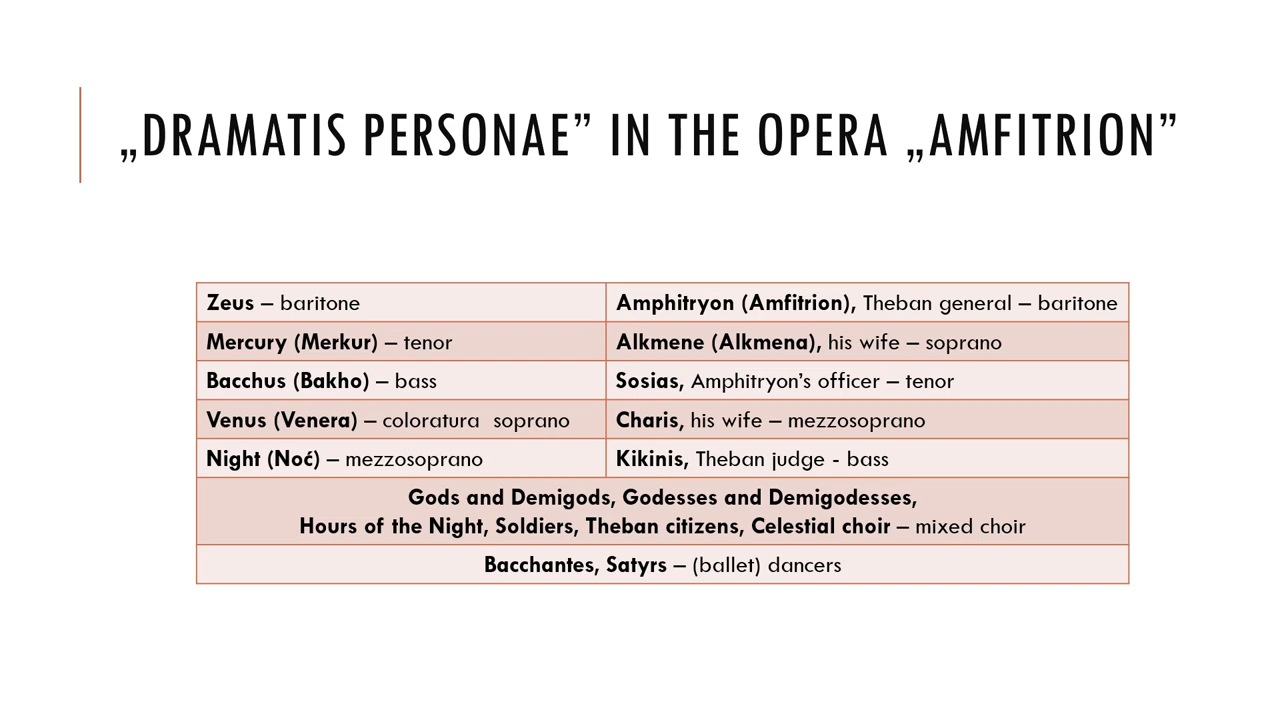 „DRAMATIS PERSONAE” IN THE OPERA „AMFITRION”
Zeus – baritone
Amphitryon (Amfitrion), Theban general – baritone
Mercury (Merkur) – tenor
Alkmene (Alkmena), his wife – soprano
Bacchus (Bakho) – bass
Sosias, Amphitryon’s officer – tenor
Venus (Venera) – coloratura soprano
Charis, his wife – mezzosoprano
Night (Noć) – mezzosoprano
Kikinis, Theban judge - bass
Gods and Demigods, Godesses and Demigodesses,
Hours of the Night, Soldiers, Theban citizens, Celestial choir – mixed choir
Bacchantes, Satyrs – (ballet) dancers